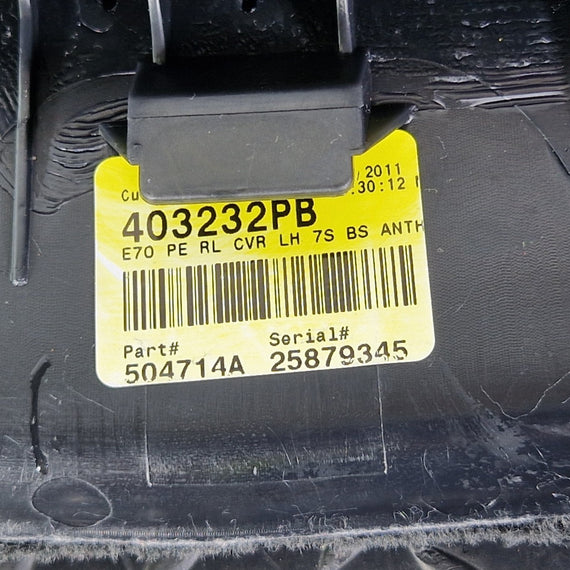 /2011
Cu :30:12
403232PB
E70 PE RL CVR LH 7S BS ANTH
Part# Serial#
504714A 25879345